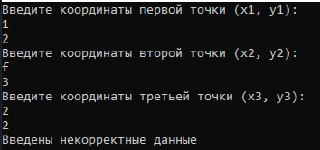 Введите координаты первой точки (x1, y1):
1
2
Введите координаты второй точки (x2, y2):
f
3
Введите координаты третьей точки (x3, y3):
2
2
Введены некорректные данные